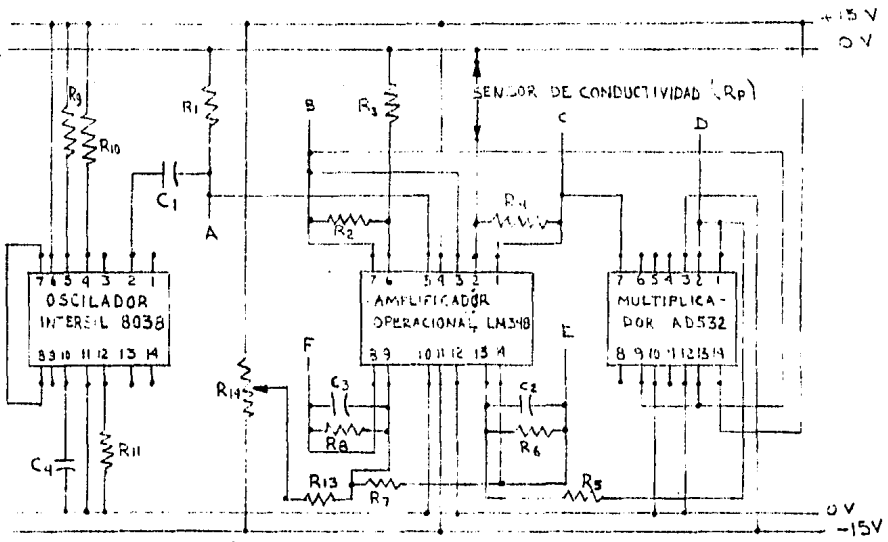 +15 V
0 V
SENSOR DE CONDUCTIVIDAD (RP)
B
C
D
R9
R10
R1
R3
C1
A
R2
R4
7 6 5 4 3 2 1
OSCILADOR
INTERSIL 8038
8 9 10 11 12 13 14
7 6 5 4 3 2 1
AMPLIFICADOR
OPERACIONAL LM348
8 9 10 11 12 13 14
7 6 5 4 3 2 1
MULTIPLICA-
DOR AD532
8 9 10 11 12 13 14
F
E
R14
C3
R8
C2
R6
C4
R11
R13
R7
R5
0 V
-15V